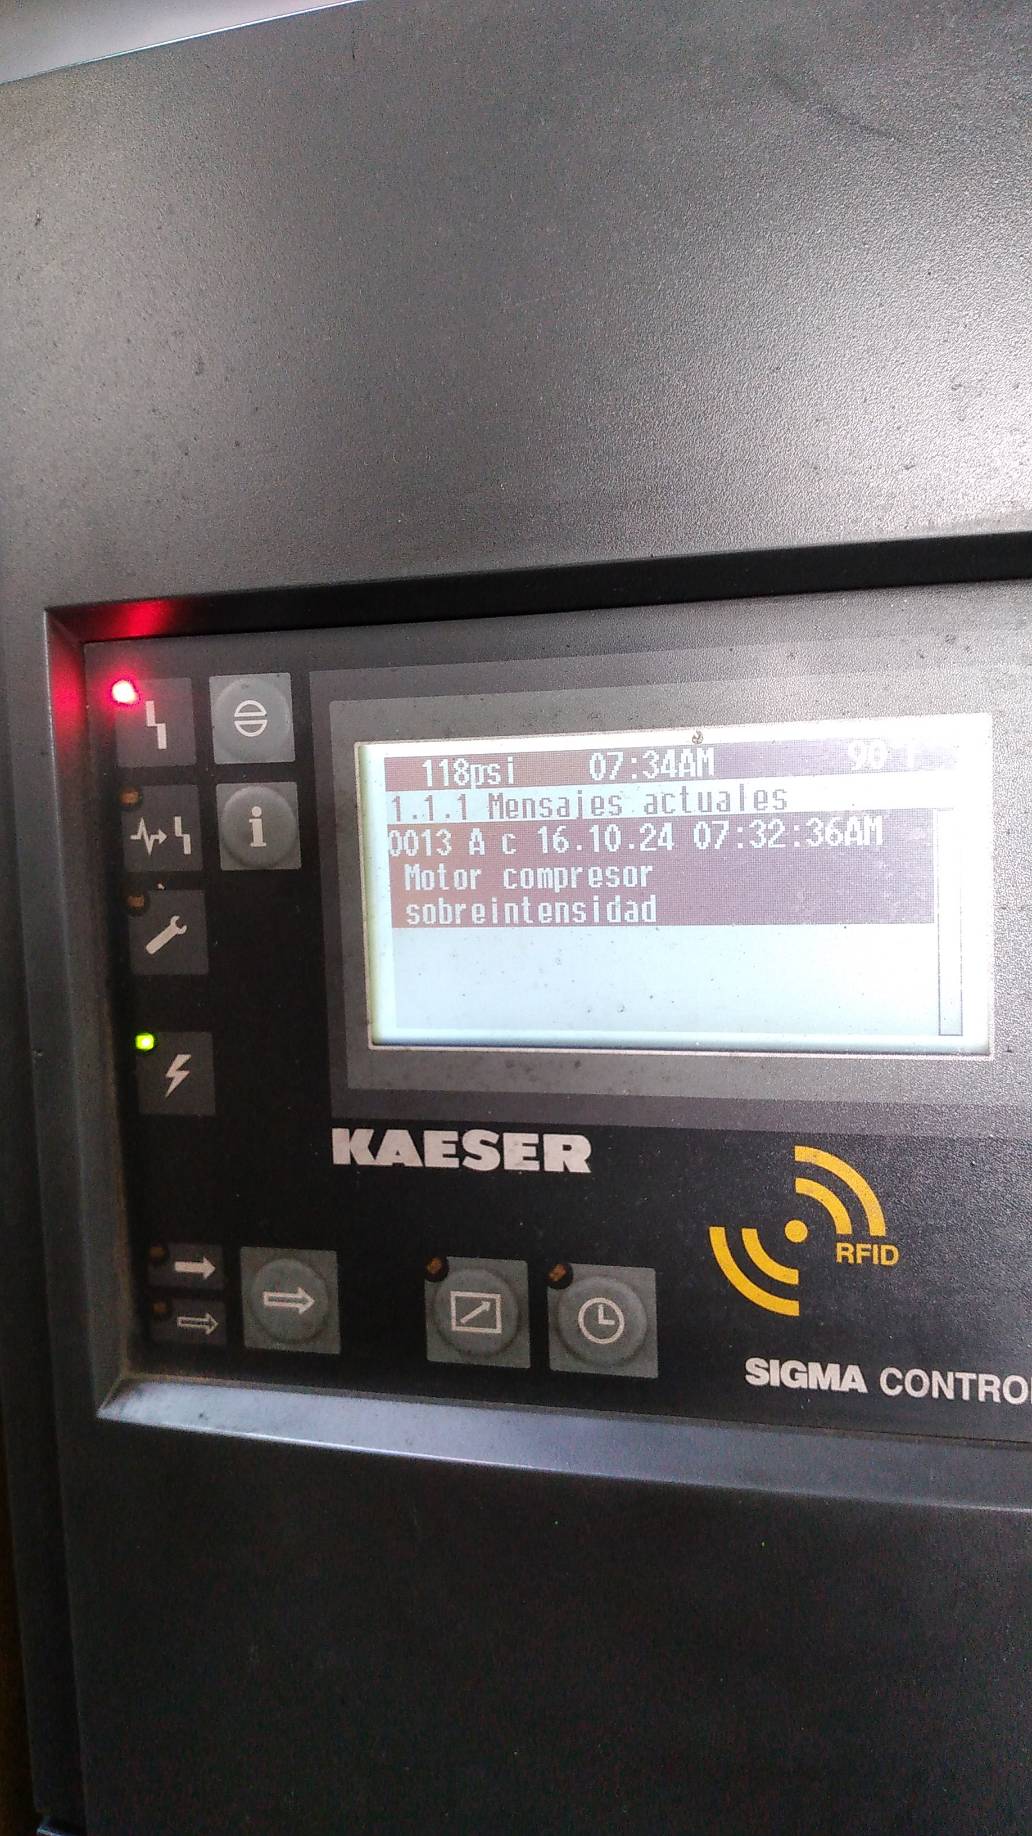 118psi 07:34AM 90
1.1.1 Mensajes actuales
0013 A c 16.10.24 07:32:36AM
Motor compresor
sobreintensidad
i
KAESER
RFID
SIGMA CONTRO